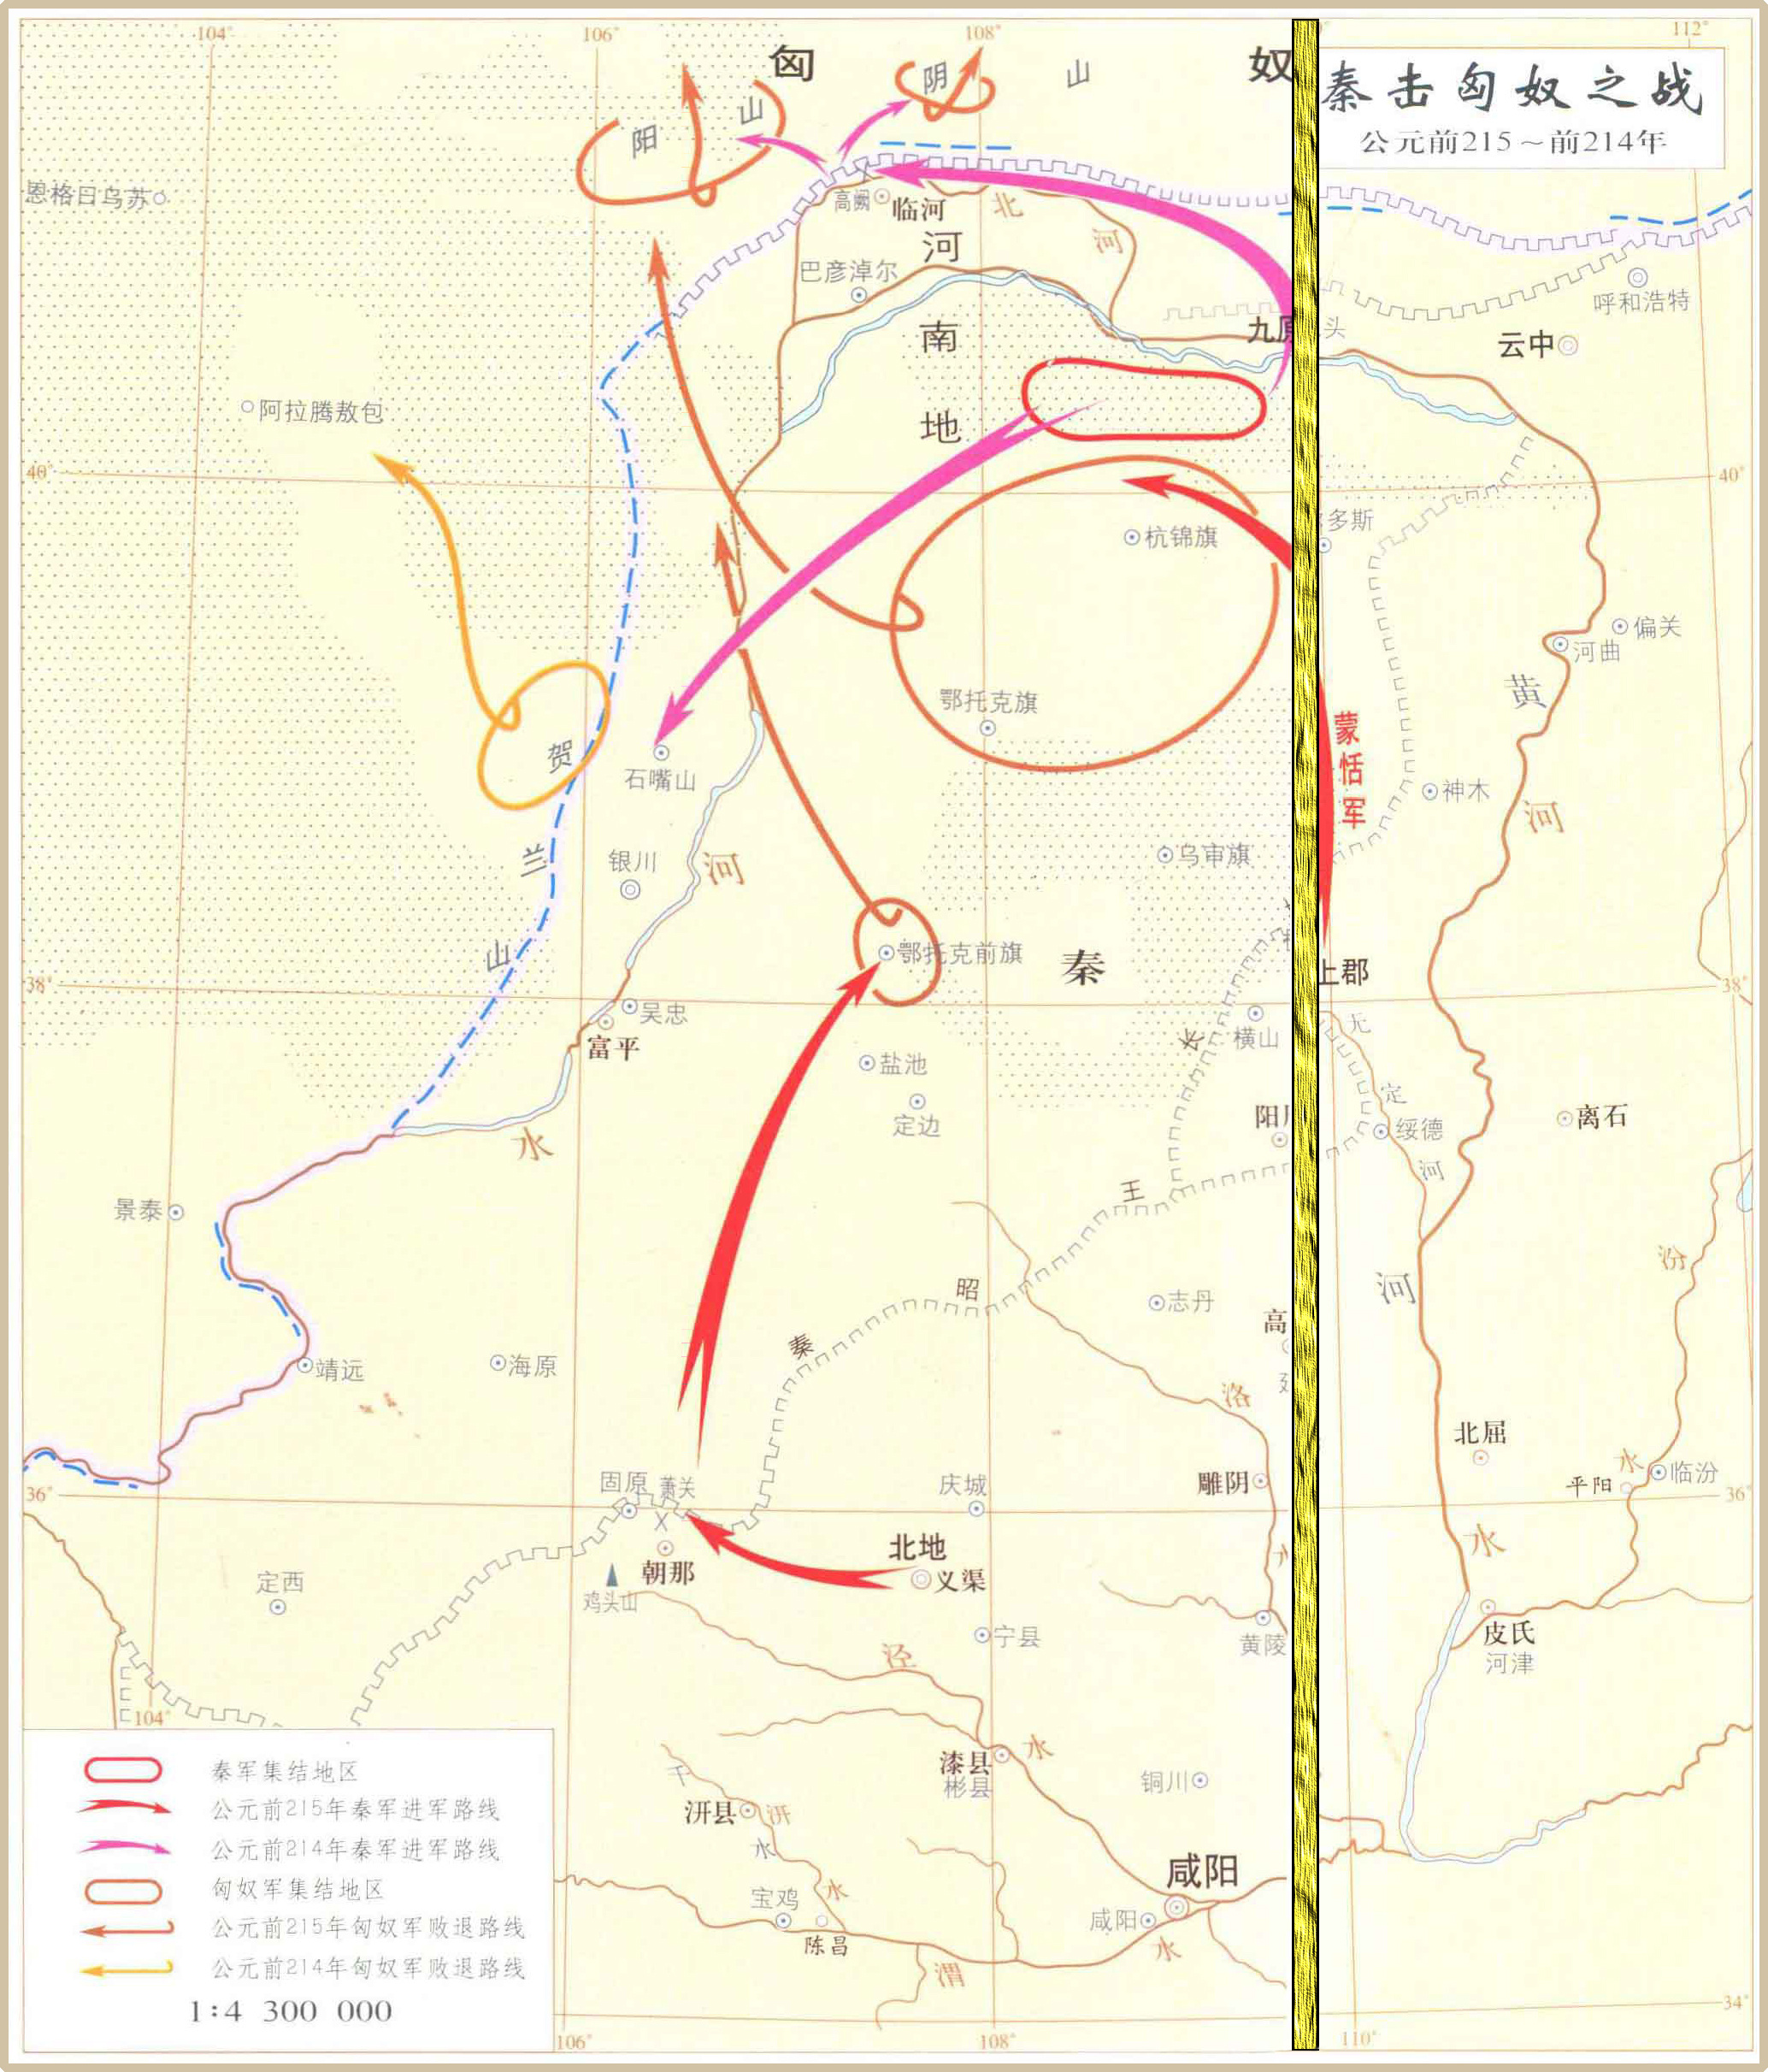 104°
106°
108°
112°
匈
奴
秦击匈奴之战
公元前215～前214年
阴
山
阳
山
恩格日乌苏
高阙
临河
北
河
河
巴彦淖尔
南
地
呼和浩特
头
云中
阿拉腾敖包
40°
40°
杭锦旗
多斯
偏关
河曲
黄
河
鄂托克旗
蒙恬军
神木
贺
兰
山
石嘴山
银川
河
乌审旗
鄂托克前旗
秦
上郡
38°
38°
吴忠
富平
盐池
定边
长
横山
无
定
河
绥德
离石
水
景泰
王
昭
秦
志丹
高
汾
河
靖远
海原
洛
北屈
水
临汾
平阳
36°
36°
固原
萧关
庆城
雕阴
朝那
鸡头山
北地
义渠
水
定西
宁县
黄陵
皮氏
河津
泾
104°
漆县
彬县
水
铜川
千
汧县
汧
水
水
宝鸡
陈昌
咸阳
咸阳
水
渭
秦军集结地区
公元前215年秦军进军路线
公元前214年秦军进军路线
匈奴军集结地区
公元前215年匈奴军败退路线
公元前214年匈奴军败退路线
1:4 300 000
34°
106°
108°
110°